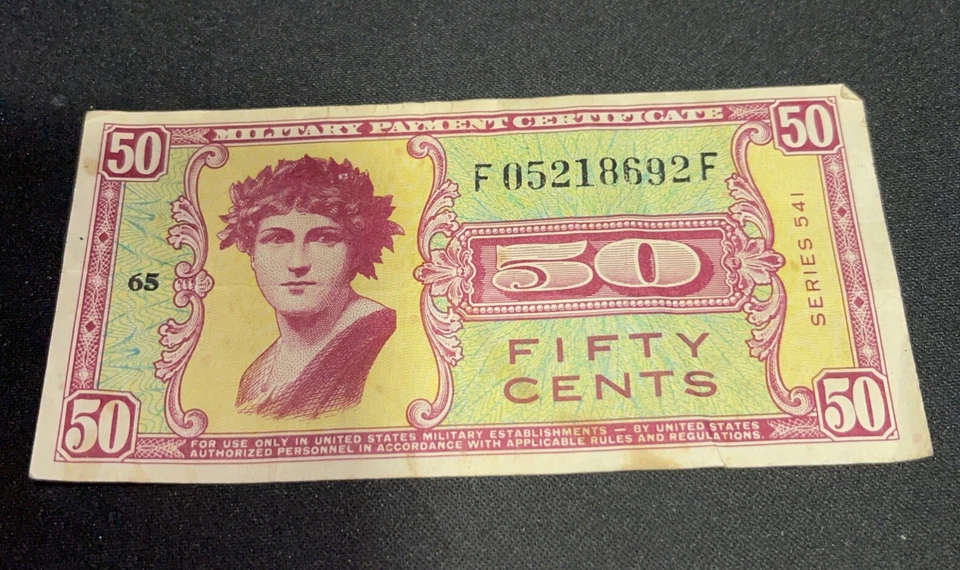 50 MILITARY PAYMENT CERTIFICATE 50
F05218692F
65
50
SERIES 541
FIFTY
CENTS
50
50
FOR USE ONLY IN UNITED STATES MILITARY ESTABLISHMENTS — BY UNITED STATES
AUTHORIZED PERSONNEL IN ACCORDANCE WITH APPLICABLE RULES AND REGULATIONS.